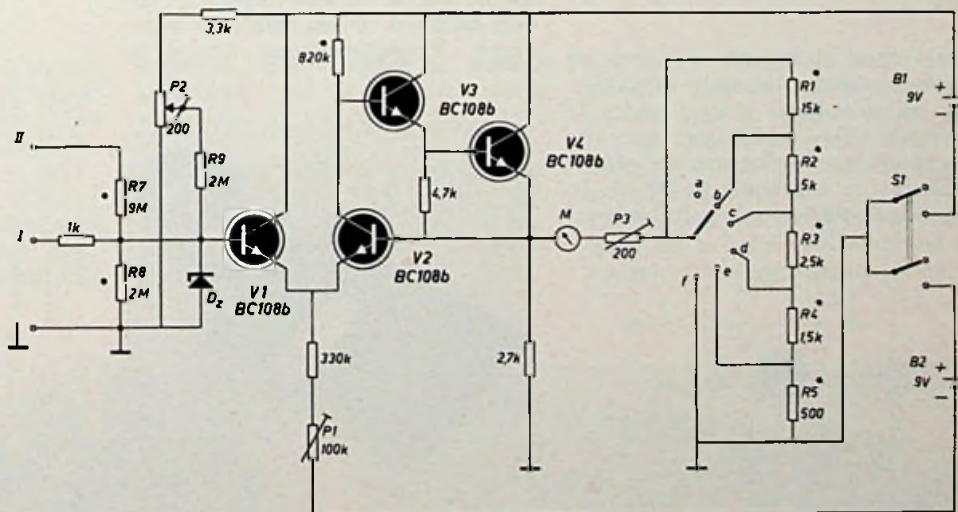 3,3k
P2
200
II
R7
9M
R9
2M
I
1k
R8
2M
Dz
V1
BC108b
820k
V3
BC108b
V4
BC108b
4,7k
V2
BC108b
330k
P1
100k
2,7k
M
P3
200
a
b
c
d
e
f
R1
15k
R2
5k
R3
2,5k
R4
1,5k
R5
500
S1
B1
9V
+
−
B2
9V
+
−